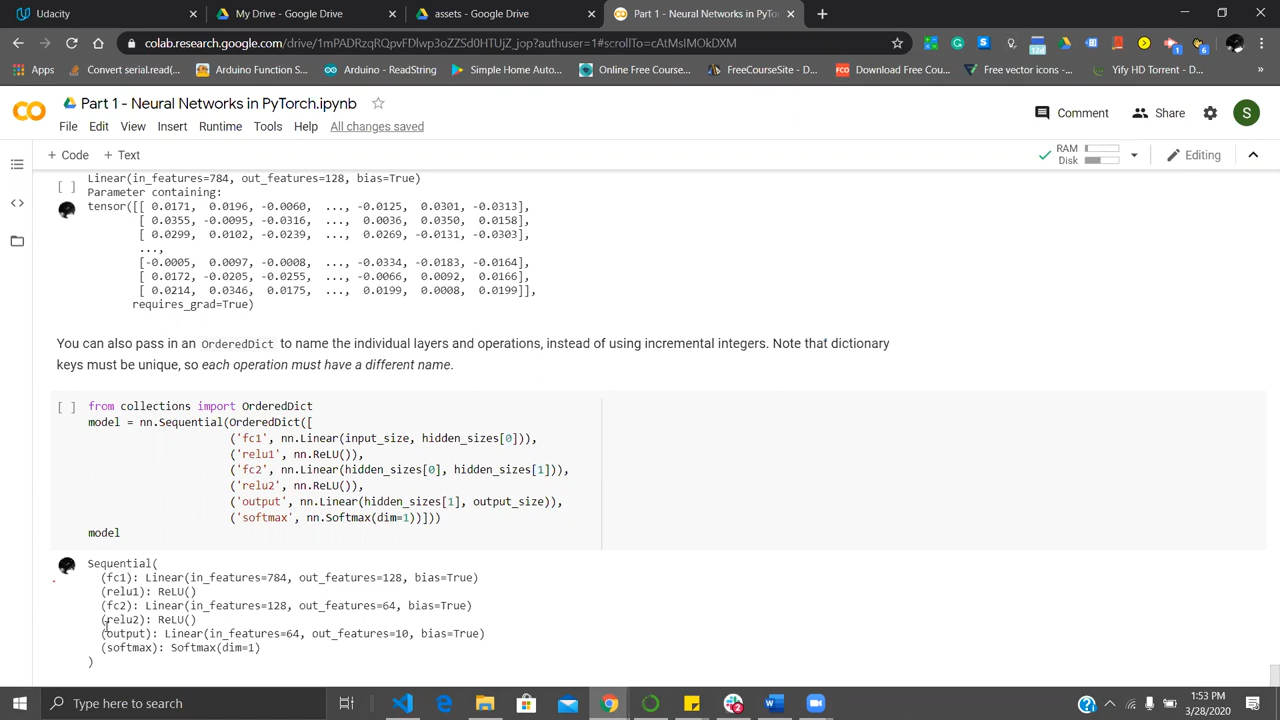 Udacity
My Drive - Google Drive
assets - Google Drive
Part 1 - Neural Networks in PyTo
colab.research.google.com/drive/1mPADRzqRQpvFDlwp3oZZSd0HTUjZ_jop?authuser=1#scrollTo=cAtMsIMOkDXM
Apps
Convert serial.read(...
Arduino Function S...
Arduino - ReadString
Simple Home Auto...
Online Free Course...
FreeCourseSite - D...
Download Free Cou...
Free vector icons -...
Yify HD Torrent - D...
Part 1 - Neural Networks in PyTorch.ipynb
Comment
Share
S
File Edit View Insert Runtime Tools Help All changes saved
+ Code + Text
RAM
Disk
Editing
Linear(in_features=784, out_features=128, bias=True)
[ ] Parameter containing:
tensor([[ 0.0171, 0.0196, -0.0060, ..., -0.0125, 0.0301, -0.0313],
[ 0.0355, -0.0095, -0.0316, ..., 0.0036, 0.0350, 0.0158],
[ 0.0299, 0.0102, -0.0239, ..., 0.0269, -0.0131, -0.0303],
...,
[-0.0005, 0.0097, -0.0008, ..., -0.0334, -0.0183, -0.0164],
[ 0.0172, -0.0205, -0.0255, ..., -0.0066, 0.0092, 0.0166],
[ 0.0214, 0.0346, 0.0175, ..., 0.0199, 0.0008, 0.0199]],
requires_grad=True)
You can also pass in an OrderedDict to name the individual layers and operations, instead of using incremental integers. Note that dictionary
keys must be unique, so each operation must have a different name.
[ ] from collections import OrderedDict
model = nn.Sequential(OrderedDict([
('fc1', nn.Linear(input_size, hidden_sizes[0])),
('relu1', nn.ReLU()),
('fc2', nn.Linear(hidden_sizes[0], hidden_sizes[1])),
('relu2', nn.ReLU()),
('output', nn.Linear(hidden_sizes[1], output_size)),
('softmax', nn.Softmax(dim=1))]))
model
Sequential(
(fc1): Linear(in_features=784, out_features=128, bias=True)
(relu1): ReLU()
(fc2): Linear(in_features=128, out_features=64, bias=True)
(relu2): ReLU()
(output): Linear(in_features=64, out_features=10, bias=True)
(softmax): Softmax(dim=1)
)
Type here to search
1:53 PM
3/28/2020